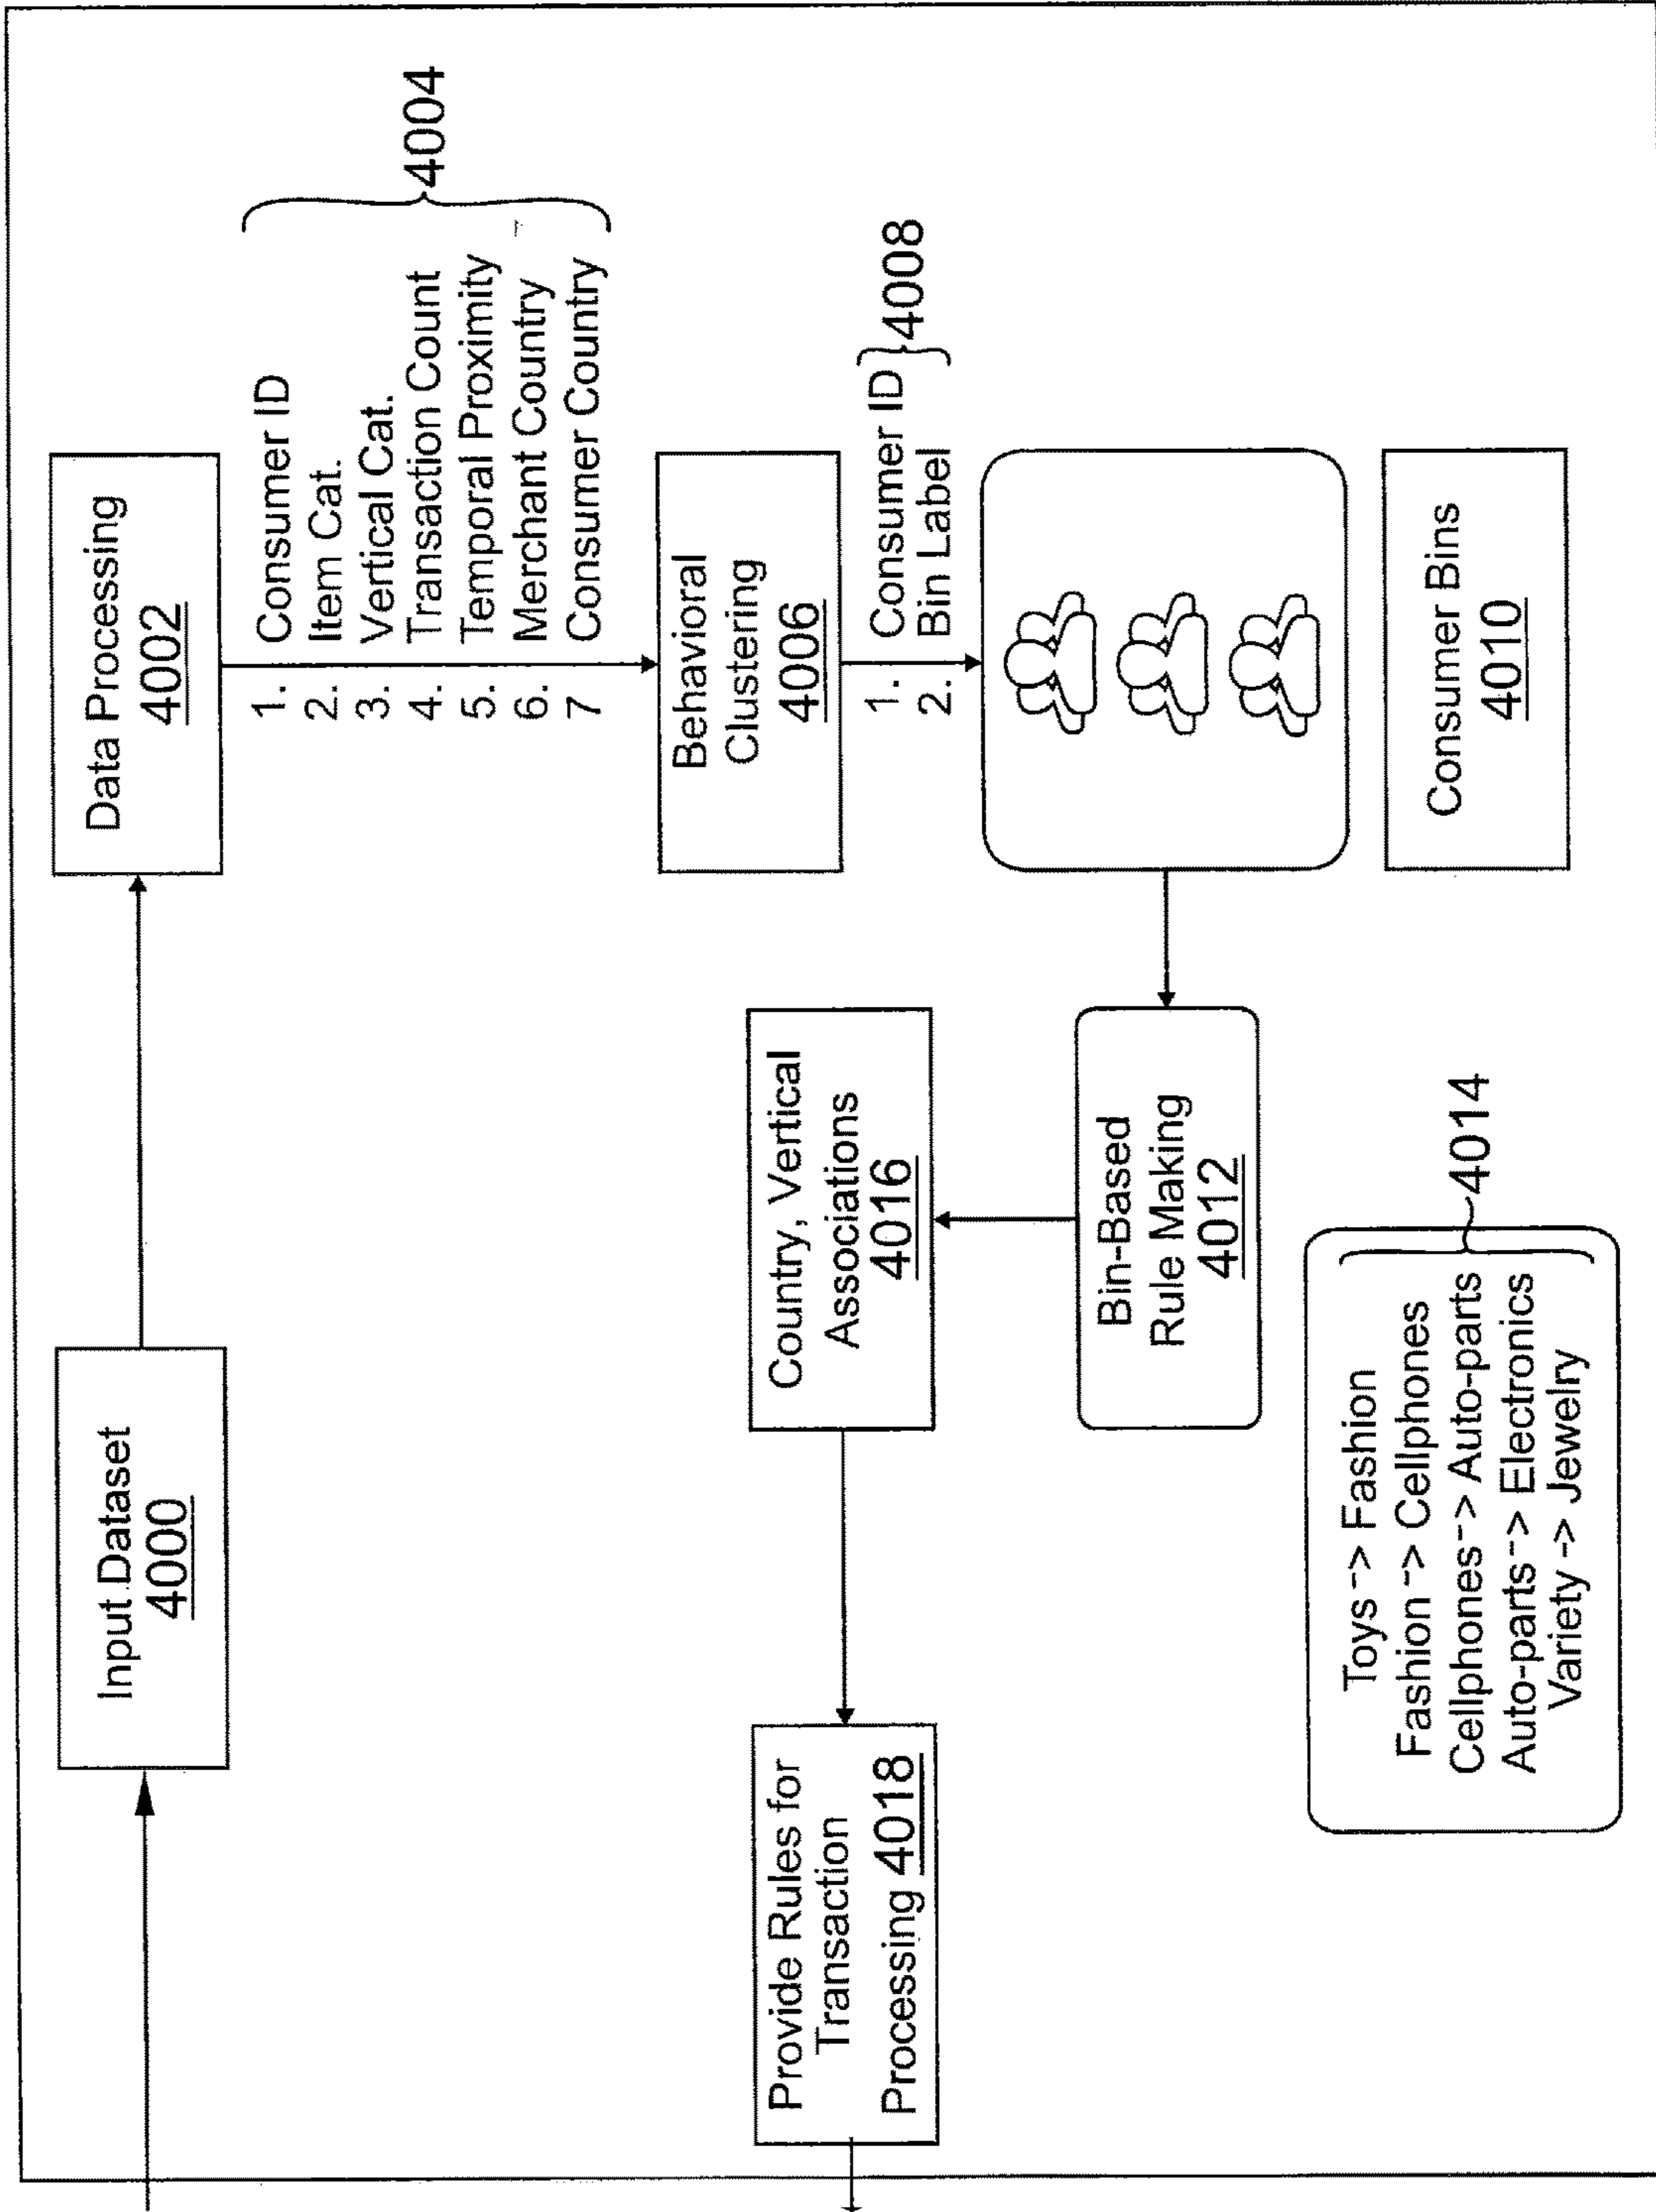 Input Dataset
4000
Data Processing
4002
1. Consumer ID
2. Item Cat.
3. Vertical Cat.
4. Transaction Count
5. Temporal Proximity
6. Merchant Country
7 Consumer Country
4004
Behavioral
Clustering
4006
1. Consumer ID
2. Bin Label
4008
Consumer Bins
4010
Bin-Based
Rule Making
4012
Toys -> Fashion
Fashion -> Cellphones
Cellphones -> Auto-parts
Auto-parts -> Electronics
Variety -> Jewelry
4014
Country, Vertical
Associations
4016
Provide Rules for
Transaction
Processing 4018